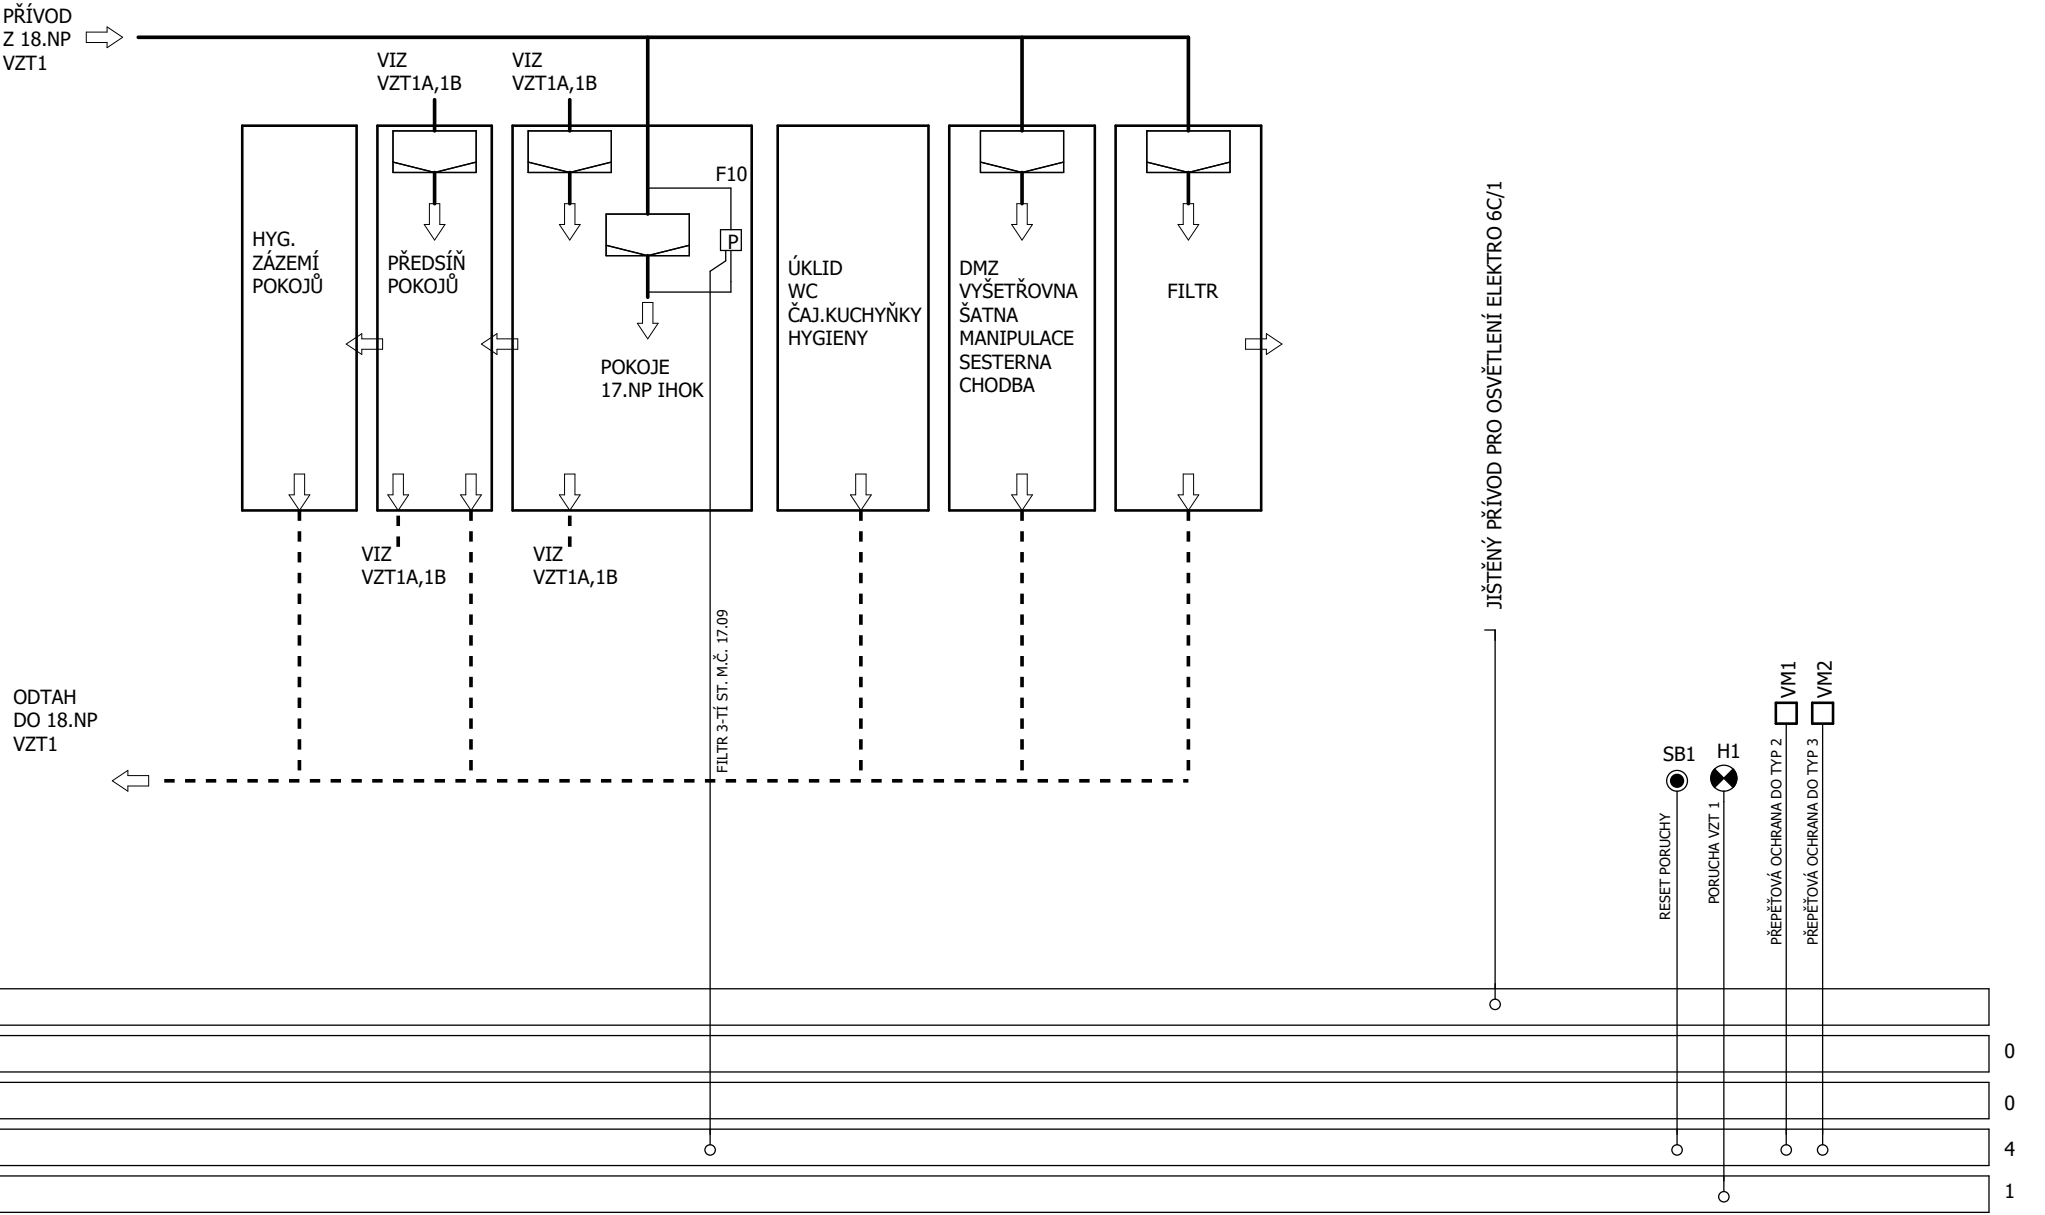 PŘÍVOD
Z 18.NP
VZT1
VIZ
VZT1A,1B
VIZ
VZT1A,1B
F10
P
HYG.
ZÁZEMÍ
POKOJŮ
PŘEDSÍŇ
POKOJŮ
POKOJE
17.NP IHOK
ÚKLID
WC
ČAJ.KUCHYŇKY
HYGIENY
DMZ
VYŠETŘOVNA
ŠATNA
MANIPULACE
SESTERNA
CHODBA
FILTR
JIŠTĚNÝ PŘÍVOD PRO OSVĚTLENÍ ELEKTRO 6C/1
VIZ
VZT1A,1B
VIZ
VZT1A,1B
FILTR 3-TÍ ST. M.Č. 17.09
ODTAH
DO 18.NP
VZT1
SB1
H1
VM1
VM2
RESET PORUCHY
PORUCHA VZT 1
PŘEPĚŤOVÁ OCHRANA DO TYP 2
PŘEPĚŤOVÁ OCHRANA DO TYP 3
0
0
4
1